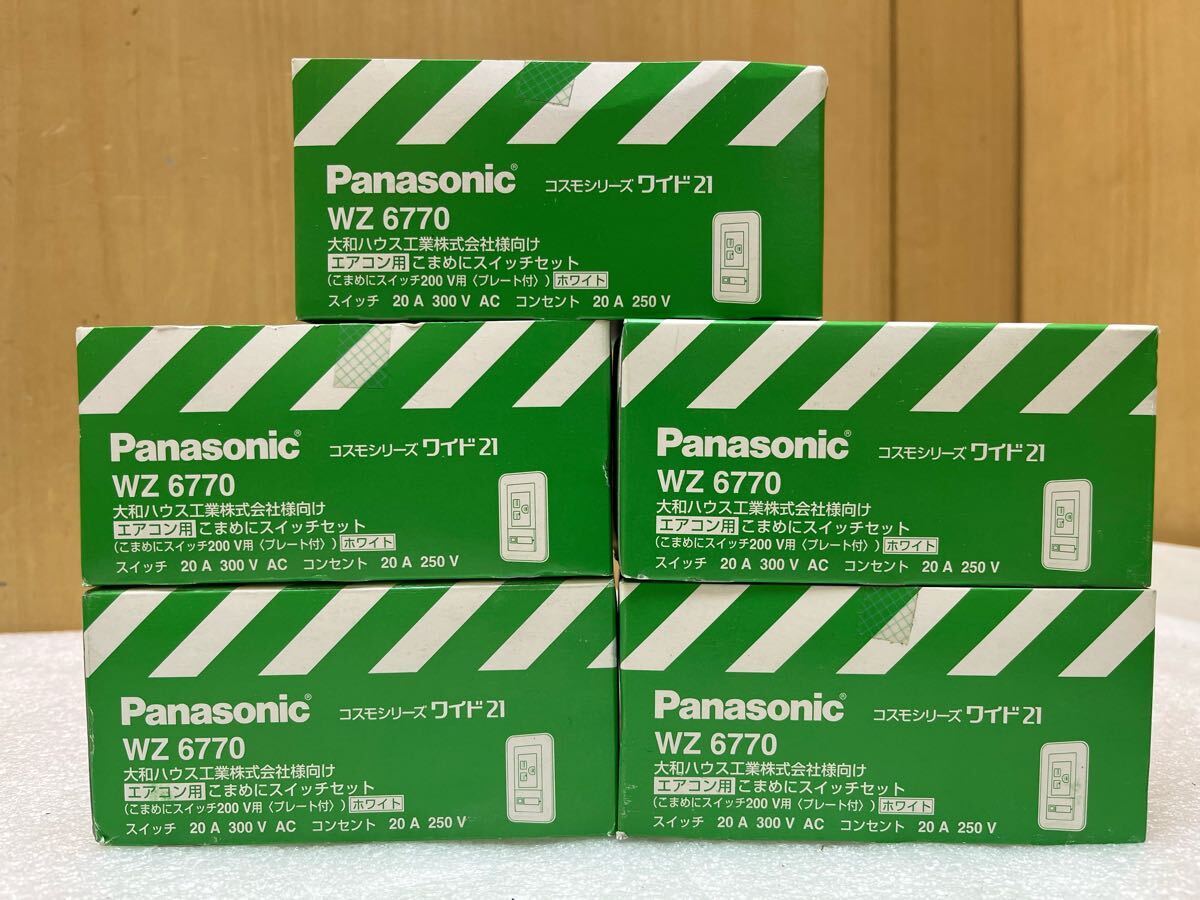 Panasonic® コスモシリーズ ワイド21
WZ 6770
大和ハウス工業株式会社様向け
エアコン用 こまめにスイッチセット
(こまめにスイッチ200 V用〈プレート付〉) ホワイト
スイッチ 20 A 300 V AC コンセント 20 A 250 V
Panasonic® コスモシリーズ ワイド21
WZ 6770
大和ハウス工業株式会社様向け
エアコン用 こまめにスイッチセット
(こまめにスイッチ200 V用〈プレート付〉) ホワイト
スイッチ 20 A 300 V AC コンセント 20 A 250 V
Panasonic® コスモシリーズ ワイド21
WZ 6770
大和ハウス工業株式会社様向け
エアコン用 こまめにスイッチセット
(こまめにスイッチ200 V用〈プレート付〉) ホワイト
スイッチ 20 A 300 V AC コンセント 20 A 250 V
Panasonic® コスモシリーズ ワイド21
WZ 6770
大和ハウス工業株式会社様向け
エアコン用 こまめにスイッチセット
(こまめにスイッチ200 V用〈プレート付〉) ホワイト
スイッチ 20 A 300 V AC コンセント 20 A 250 V
Panasonic® コスモシリーズ ワイド21
WZ 6770
大和ハウス工業株式会社様向け
エアコン用 こまめにスイッチセット
(こまめにスイッチ200 V用〈プレート付〉) ホワイト
スイッチ 20 A 300 V AC コンセント 20 A 250 V